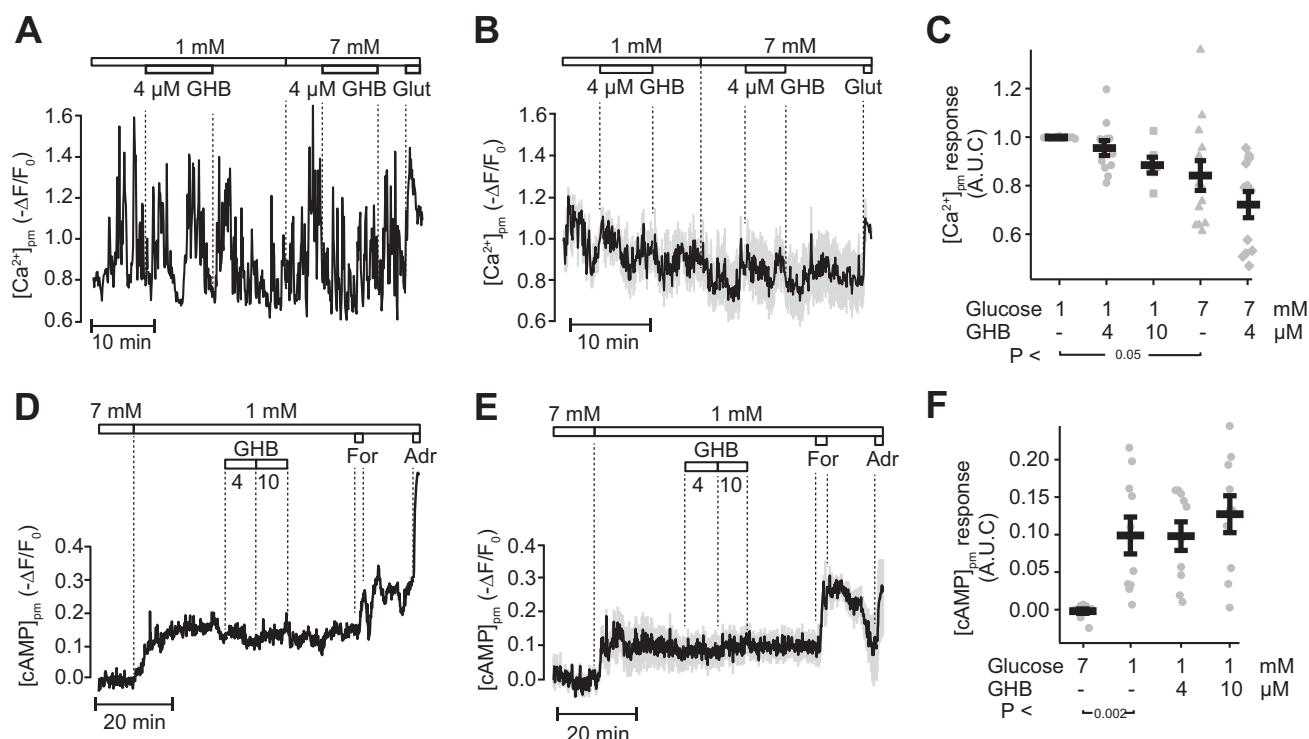 A
1 mM 7 mM
4 µM GHB 4 µM GHB Glut
[Ca2+]pm (-ΔF/F0)
1.6
1.4
1.2
1.0
0.8
0.6
10 min
B
1 mM 7 mM
4 µM GHB 4 µM GHB Glut
[Ca2+]pm (-ΔF/F0)
1.6
1.4
1.2
1.0
0.8
0.6
10 min
C
[Ca2+]pm response
(A.U.C)
1.2
1.0
0.8
0.6
Glucose 1 1 1 7 7 mM
GHB - 4 10 - 4 µM
P < 0.05
D
7 mM 1 mM
GHB
4 10
For Adr
[cAMP]pm (-ΔF/F0)
0.4
0.3
0.2
0.1
0.0
20 min
E
7 mM 1 mM
GHB
4 10
For Adr
[cAMP]pm (-ΔF/F0)
0.4
0.3
0.2
0.1
0.0
20 min
F
[cAMP]pm response
(A.U.C)
0.20
0.15
0.10
0.05
0.00
Glucose 7 1 1 1 mM
GHB - - 4 10 µM
P < 0.002